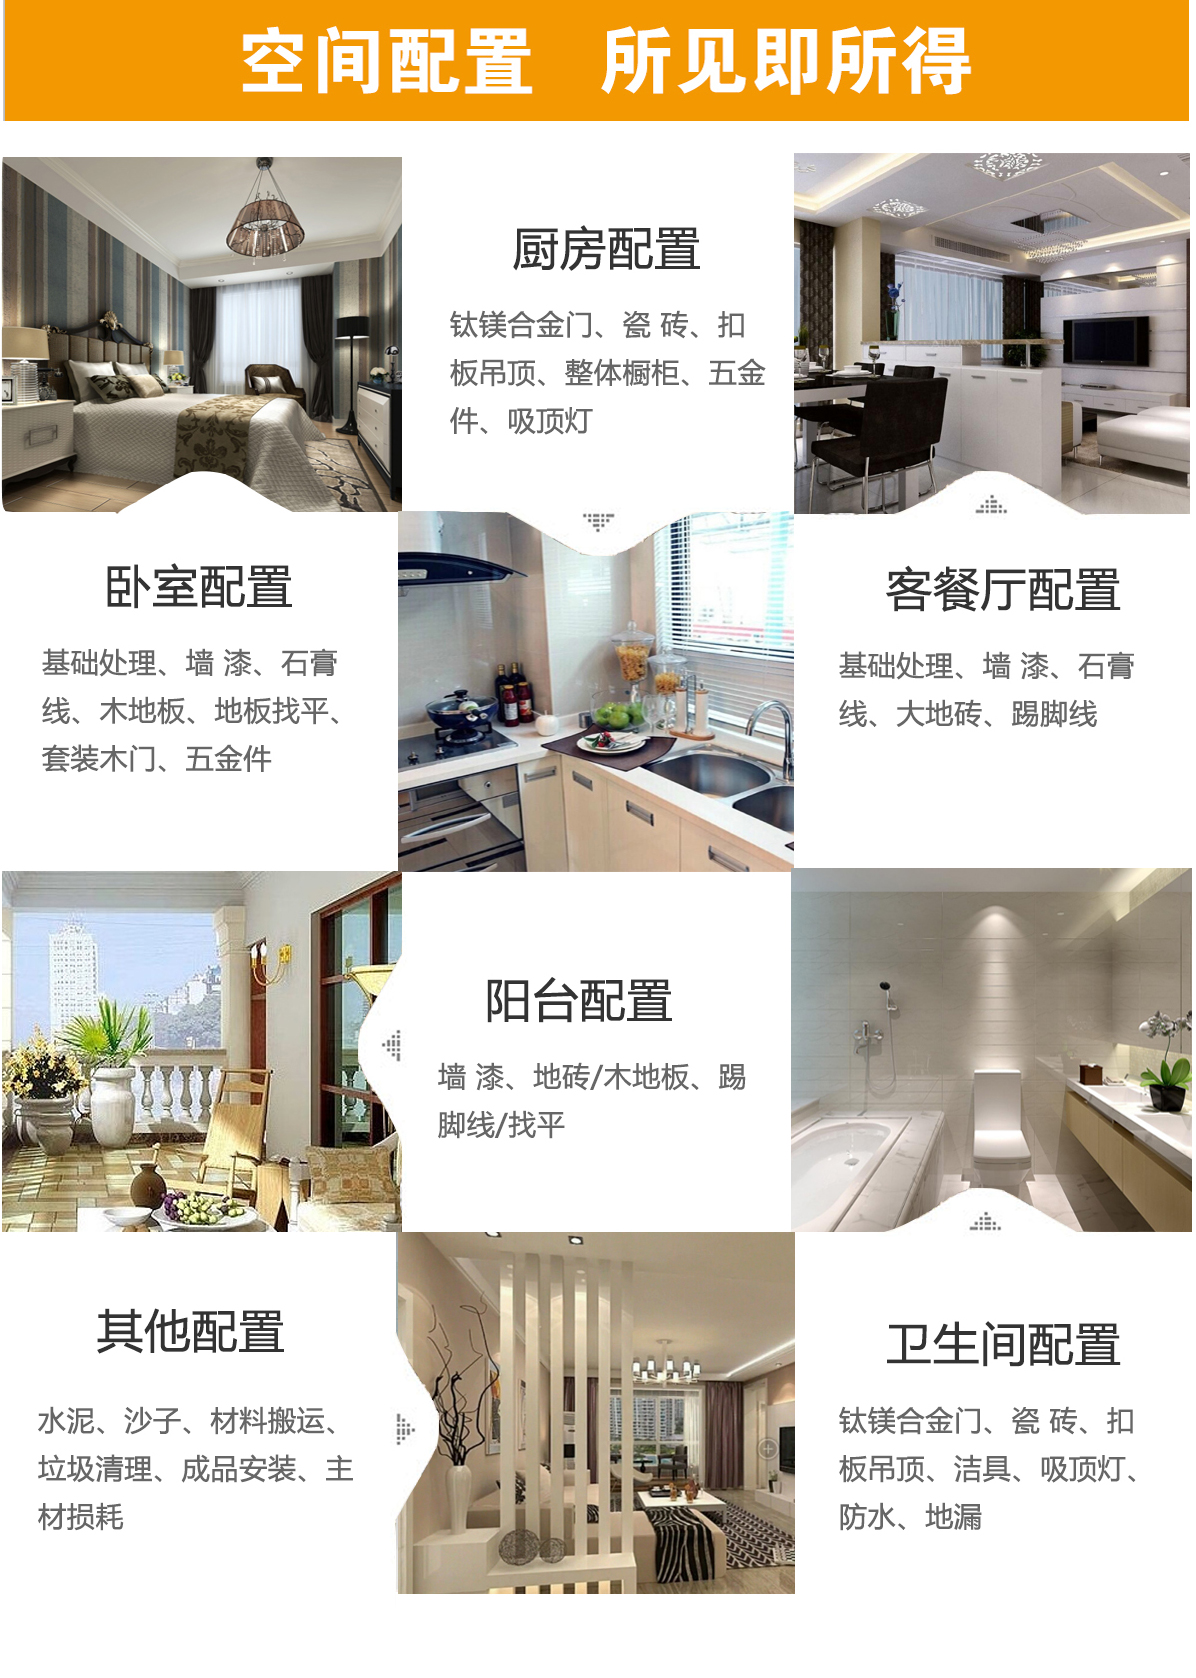 空间配置 所见即所得
厨房配置
钛镁合金门、瓷 砖、扣
板吊顶、整体橱柜、五金
件、吸顶灯
卧室配置
基础处理、墙 漆、石膏
线、木地板、地板找平、
套装木门、五金件
客餐厅配置
基础处理、墙 漆、石膏
线、大地砖、踢脚线
阳台配置
墙 漆、地砖/木地板、踢
脚线/找平
其他配置
水泥、沙子、材料搬运、
垃圾清理、成品安装、主
材损耗
卫生间配置
钛镁合金门、瓷 砖、扣
板吊顶、洁具、吸顶灯、
防水、地漏